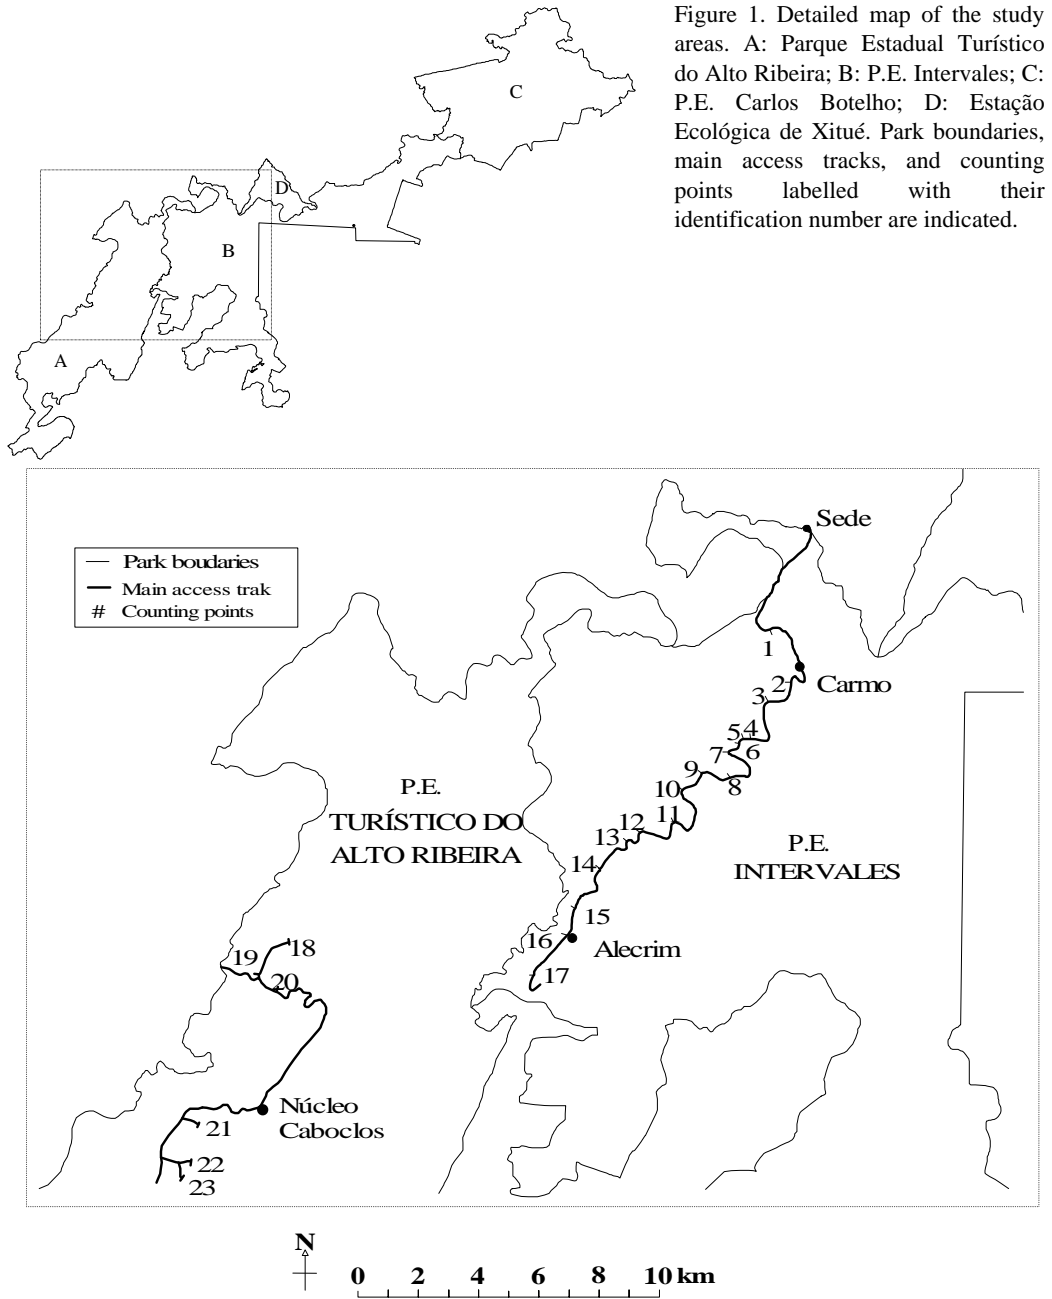 Figure 1. Detailed map of the study
areas. A: Parque Estadual Turístico
do Alto Ribeira; B: P.E. Intervales; C:
P.E. Carlos Botelho; D: Estação
Ecológica de Xitué. Park boundaries,
main access tracks, and counting
points labelled with their
identification number are indicated.
C
D
B
A
Sede
Park boudaries
Main access trak
# Counting points
1
Carmo
2
3
4
5
6
7
8
9
10
11
12
13
14
15
16
17
P.E.
TURÍSTICO DO
ALTO RIBEIRA
P.E.
INTERVALES
Alecrim
18
19
20
Núcleo
Caboclos
21
22
23
N
0 2 4 6 8 10 km